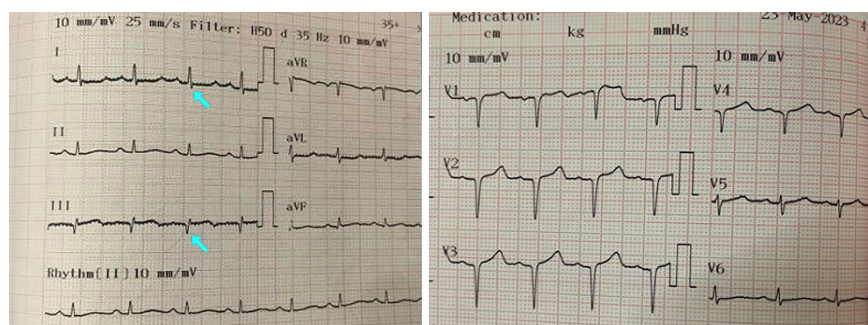 10 mm/mV 25 mm/s Filter: H50 d 35 Hz 10 mm/mV
35+
I
aVR
II
aVL
III
aVF
Rhythm[II]10 mm/mV
Medication:
23 May-2023
cm kg mmHg
10 mm/mV
10 mm/mV
V1
V4
V2
V5
V3
V6